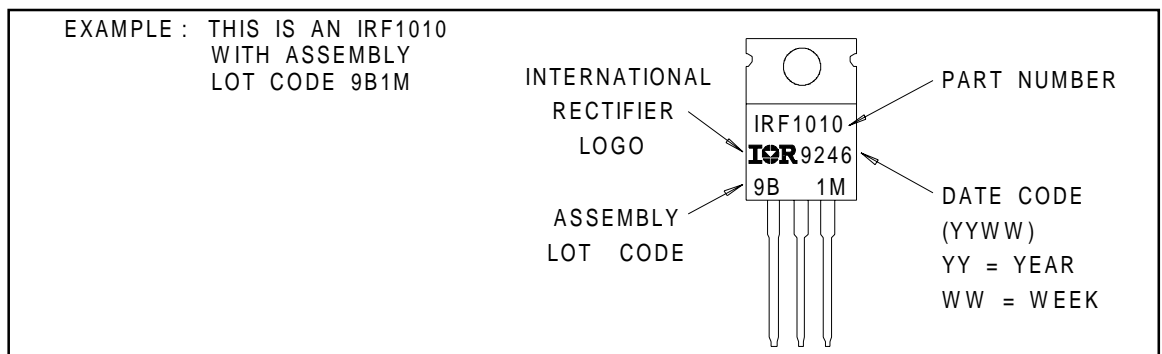 EXAMPLE : THIS IS AN IRF1010
WITH ASSEMBLY
LOT CODE 9B1M
INTERNATIONAL
RECTIFIER
LOGO
ASSEMBLY
LOT CODE
IRF1010
IOR 9246
9B 1M
PART NUMBER
DATE CODE
(YYWW)
YY = YEAR
WW = WEEK